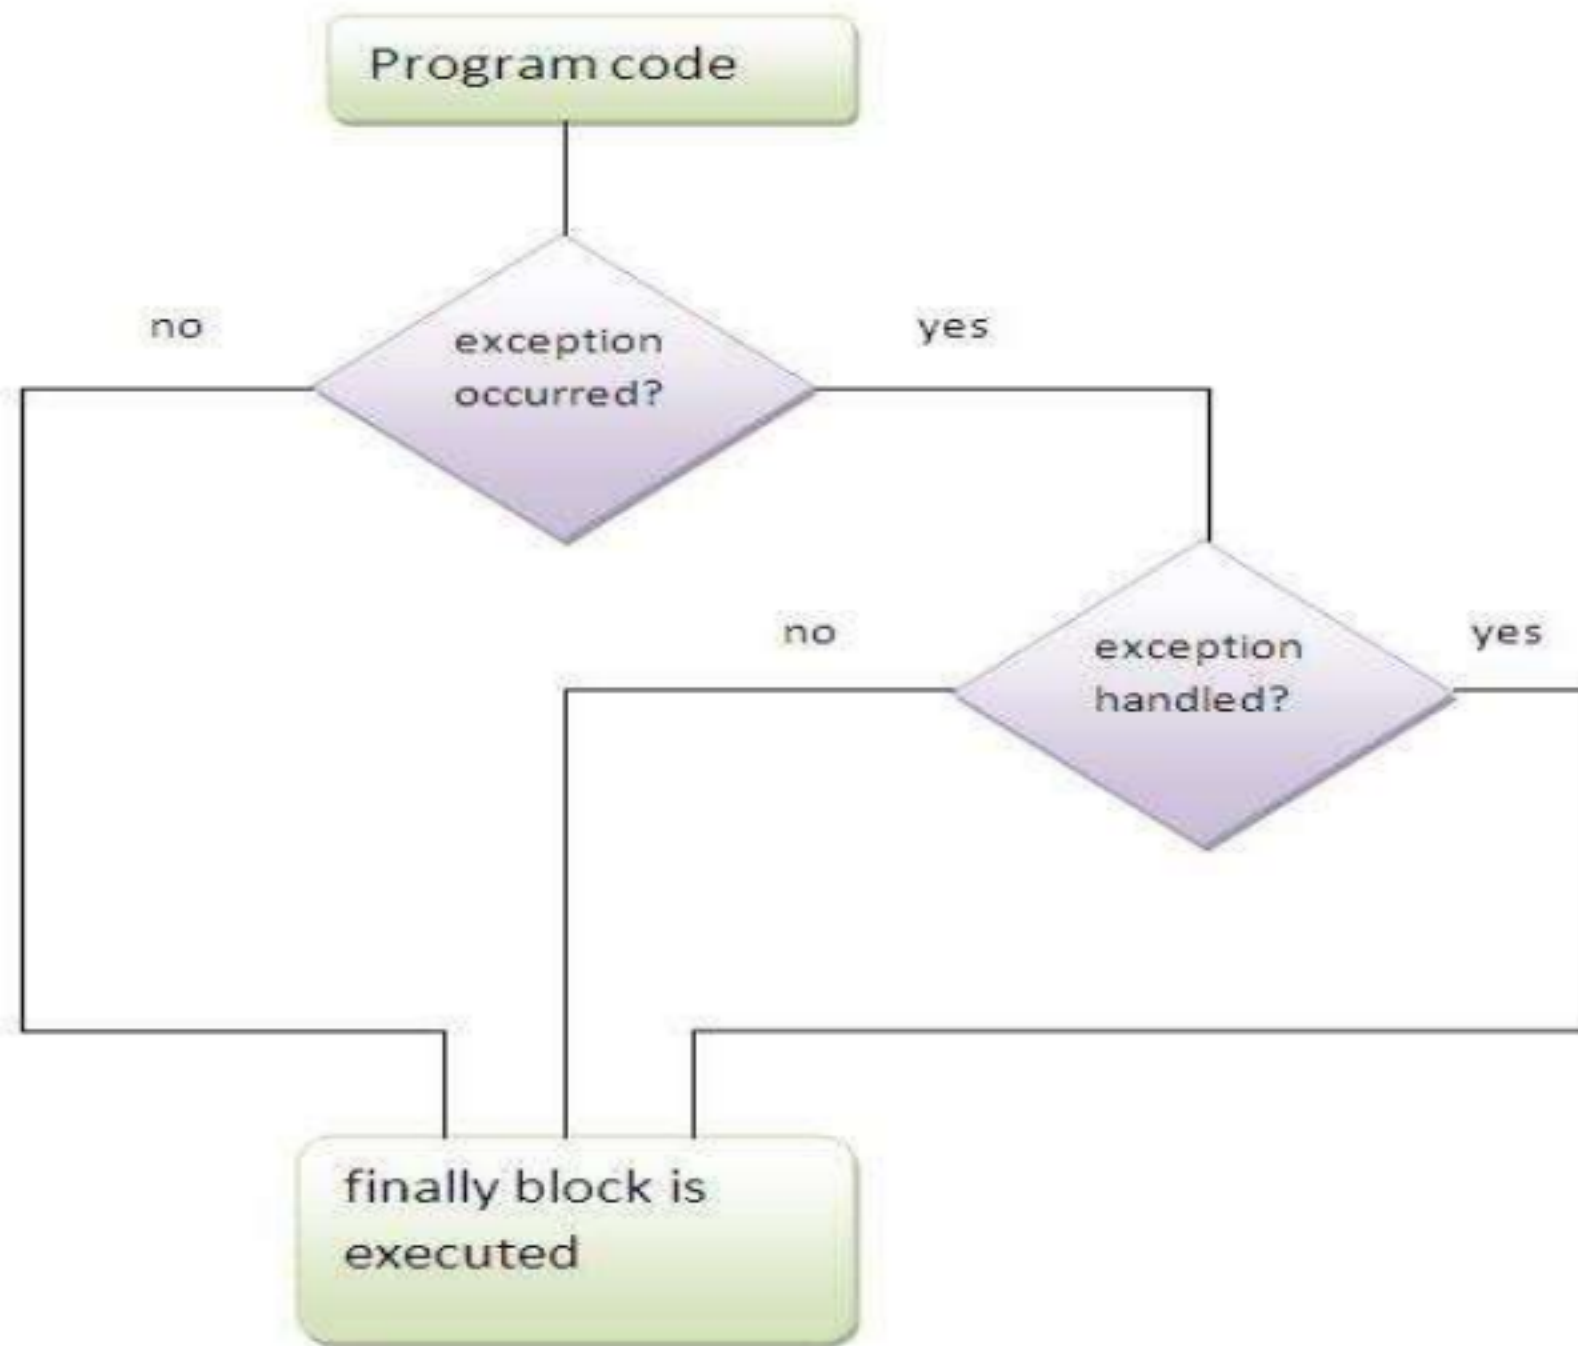 Program code
no
yes
exception
occurred?
no
yes
exception
handled?
finally block is
executed